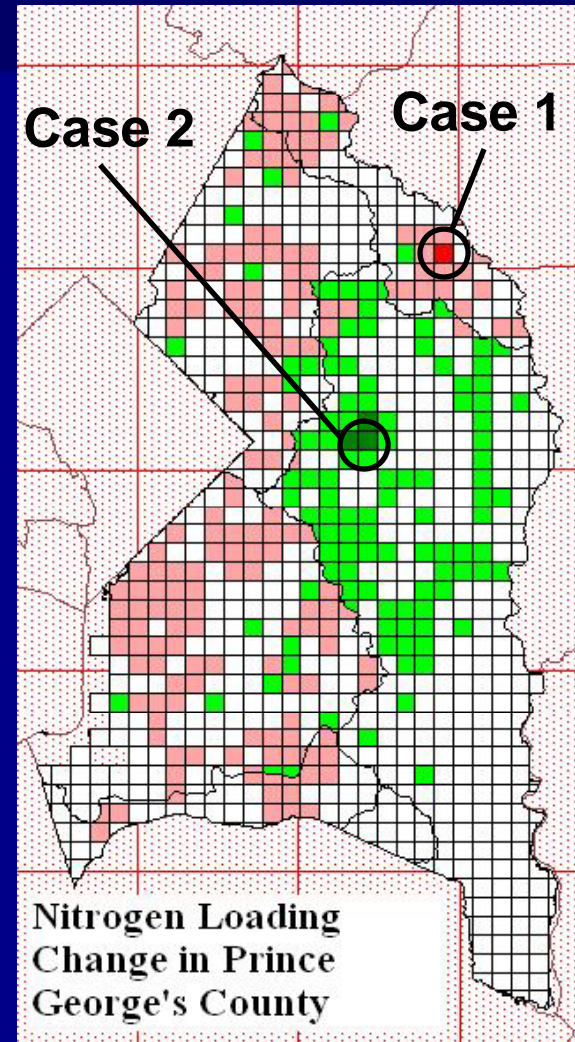 Case 2
Case 1
Nitrogen Loading
Change in Prince
George's County